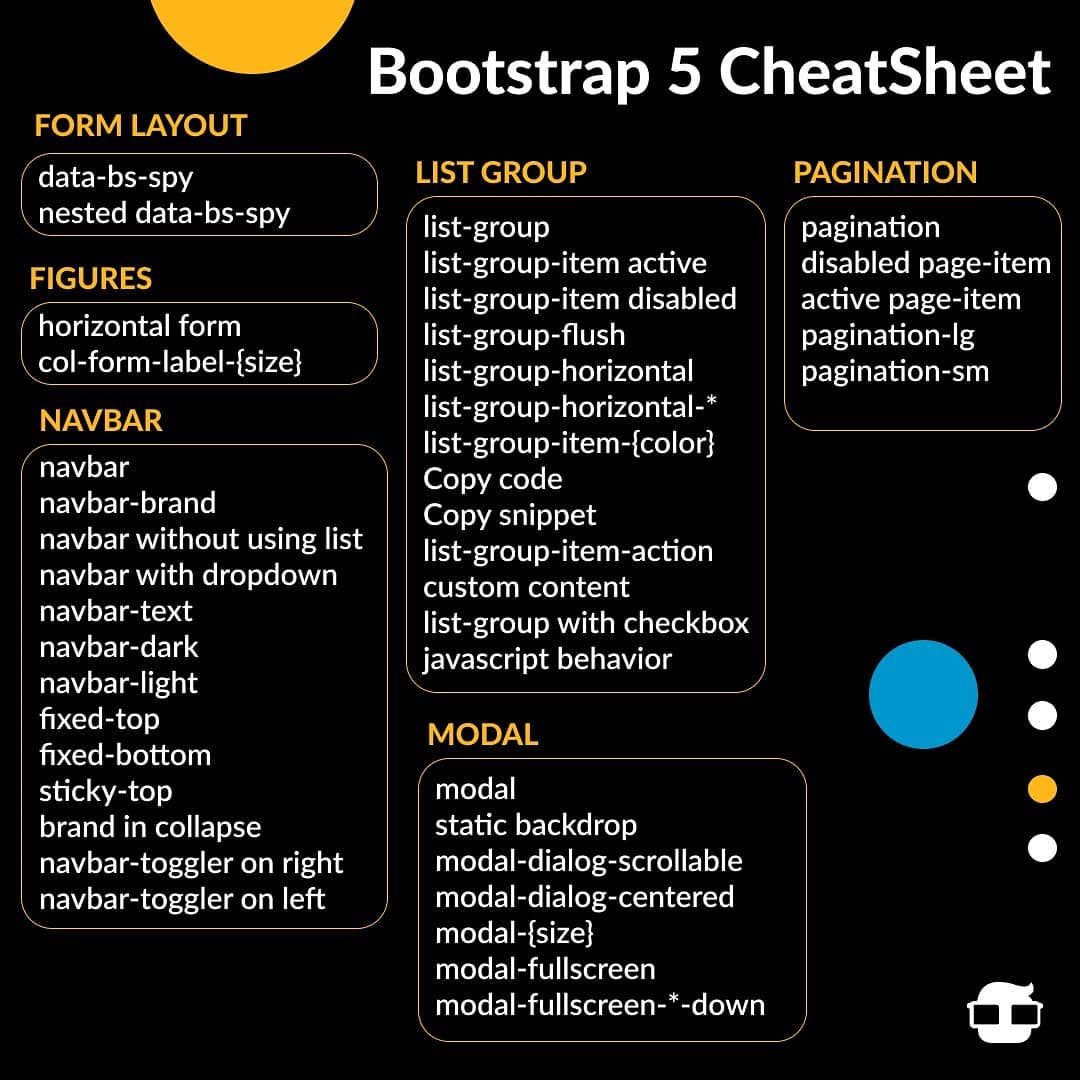 Bootstrap 5 CheatSheet
FORM LAYOUT
data-bs-spy
nested data-bs-spy
FIGURES
horizontal form
col-form-label-{size}
NAVBAR
navbar
navbar-brand
navbar without using list
navbar with dropdown
navbar-text
navbar-dark
navbar-light
fixed-top
fixed-bottom
sticky-top
brand in collapse
navbar-toggler on right
navbar-toggler on left
LIST GROUP
list-group
list-group-item active
list-group-item disabled
list-group-flush
list-group-horizontal
list-group-horizontal-*
list-group-item-{color}
Copy code
Copy snippet
list-group-item-action
custom content
list-group with checkbox
javascript behavior
MODAL
modal
static backdrop
modal-dialog-scrollable
modal-dialog-centered
modal-{size}
modal-fullscreen
modal-fullscreen-*-down
PAGINATION
pagination
disabled page-item
active page-item
pagination-lg
pagination-sm